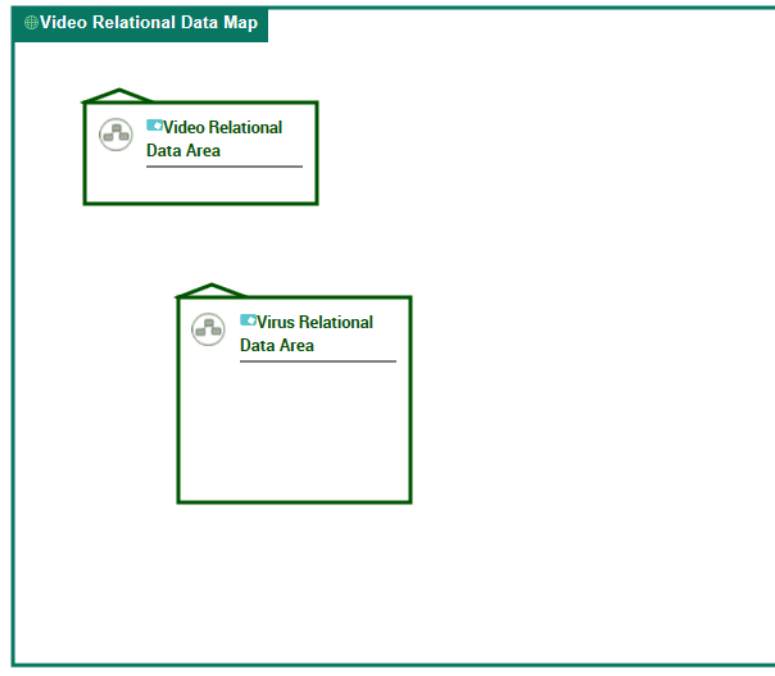 Video Relational Data Map
Video Relational
Data Area
Virus Relational
Data Area